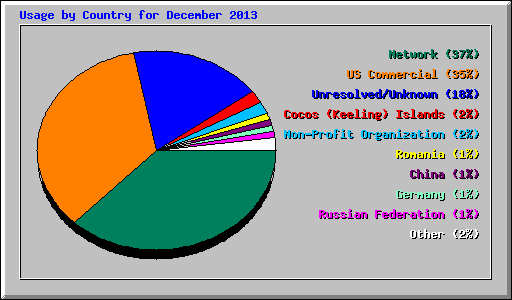 Usage by Country for December 2013
Network (37%)
US Commercial (35%)
Unresolved/Unknown (18%)
Cocos (Keeling) Islands (2%)
Non-Profit Organization (2%)
Romania (1%)
China (1%)
Germany (1%)
Russian Federation (1%)
Other (2%)